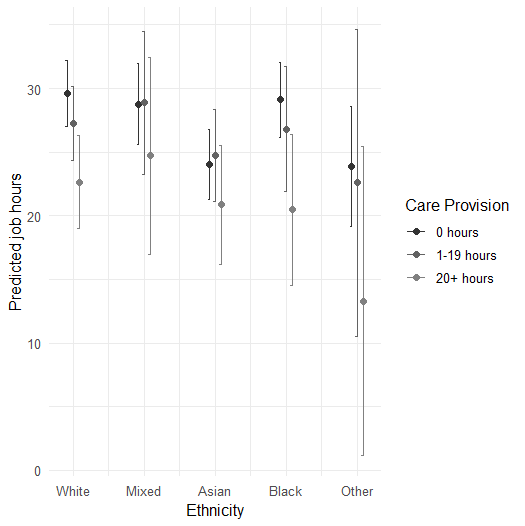 Predicted job hours
30
20
10
0
White Mixed Asian Black Other
Ethnicity
Care Provision
0 hours
1-19 hours
20+ hours